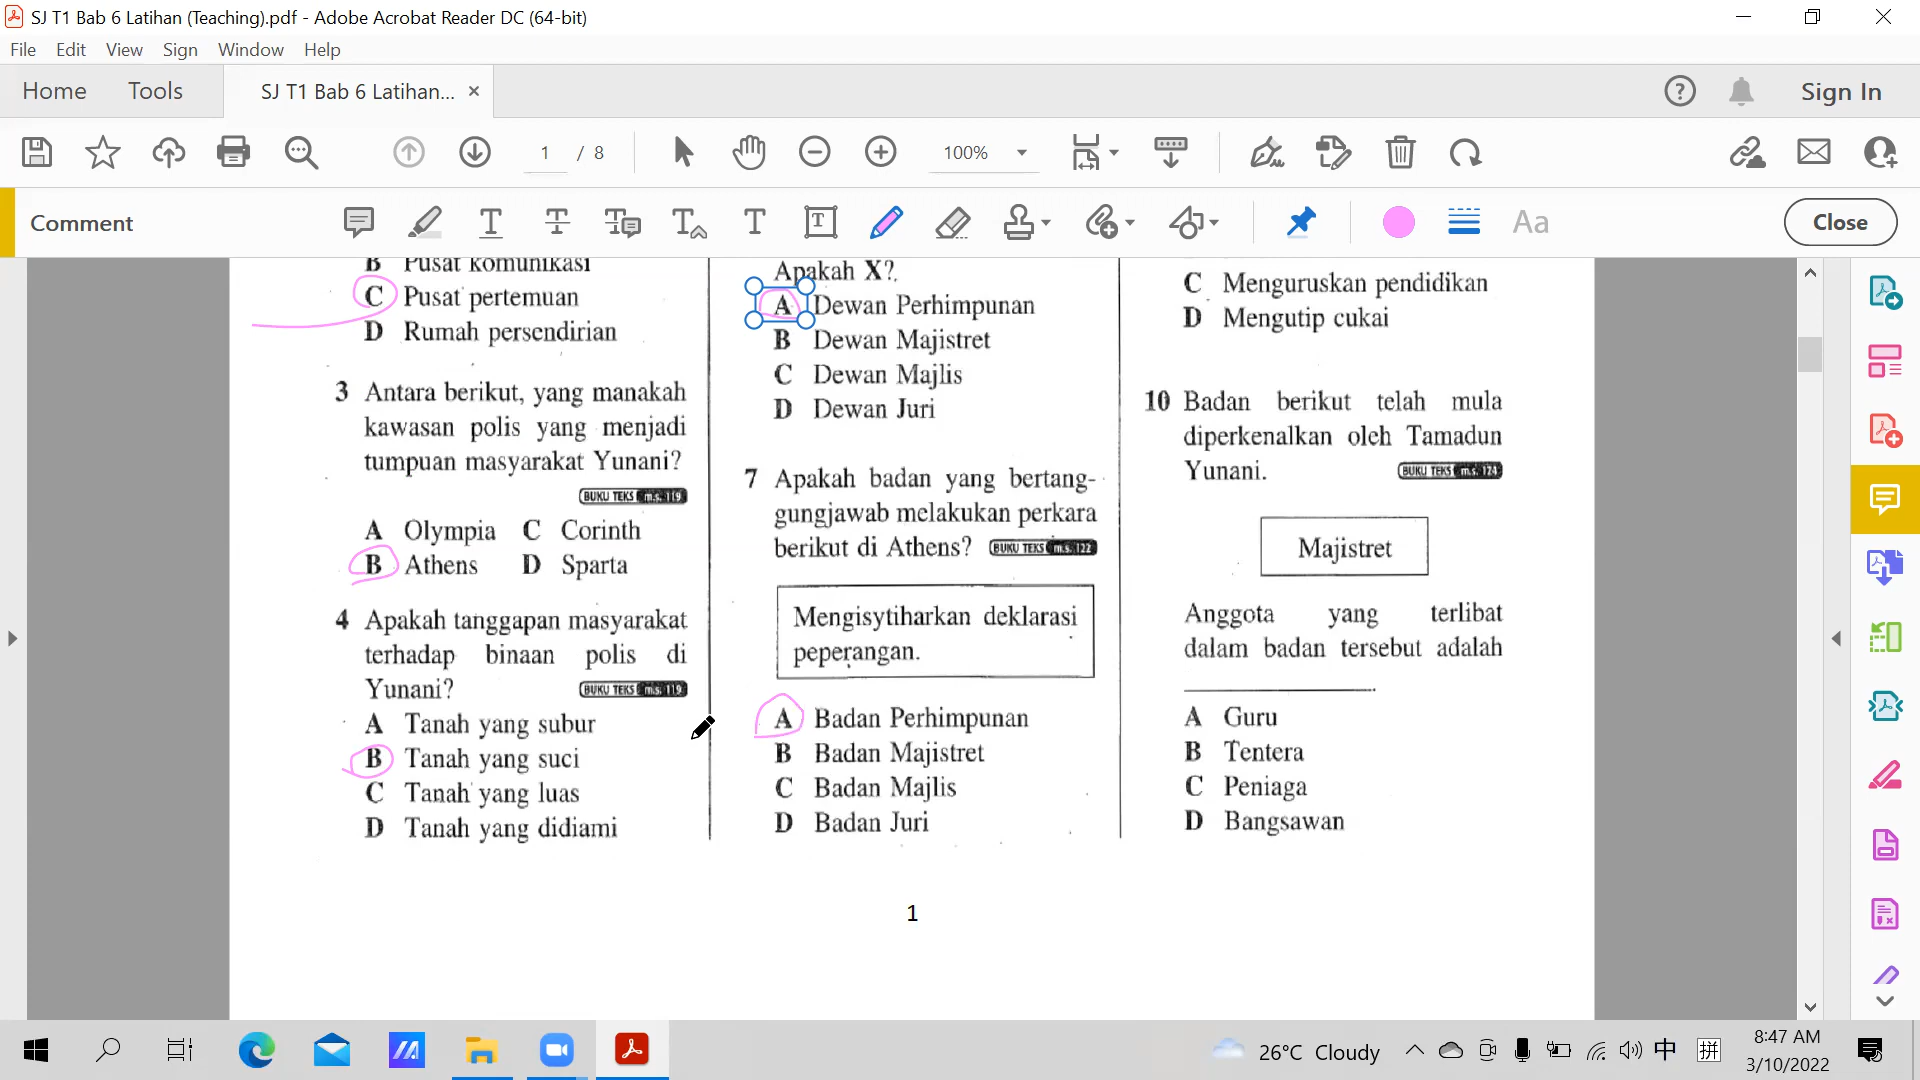 SJ T1 Bab 6 Latihan (Teaching).pdf - Adobe Acrobat Reader DC (64-bit)
File Edit View Sign Window Help
Home Tools SJ T1 Bab 6 Latihan... × Sign In
1 / 8 100%
Comment Aa Close
B Pusat komunikasi
C Pusat pertemuan
D Rumah persendirian
3 Antara berikut, yang manakah
kawasan polis yang menjadi
tumpuan masyarakat Yunani?
BUKU TEKS m.s. 119
A Olympia C Corinth
B Athens D Sparta
4 Apakah tanggapan masyarakat
terhadap binaan polis di
Yunani? BUKU TEKS m.s. 119
A Tanah yang subur
B Tanah yang suci
C Tanah yang luas
D Tanah yang didiami
Apakah X?
A Dewan Perhimpunan
B Dewan Majistret
C Dewan Majlis
D Dewan Juri
7 Apakah badan yang bertang-
gungjawab melakukan perkara
berikut di Athens? BUKU TEKS m.s. 122
Mengisytiharkan deklarasi
peperangan.
A Badan Perhimpunan
B Badan Majistret
C Badan Majlis
D Badan Juri
C Menguruskan pendidikan
D Mengutip cukai
10 Badan berikut telah mula
diperkenalkan oleh Tamadun
Yunani. BUKU TEKS m.s. 124
Majistret
Anggota yang terlibat
dalam badan tersebut adalah
A Guru
B Tentera
C Peniaga
D Bangsawan
1
26°C Cloudy 中 拼 8:47 AM
3/10/2022